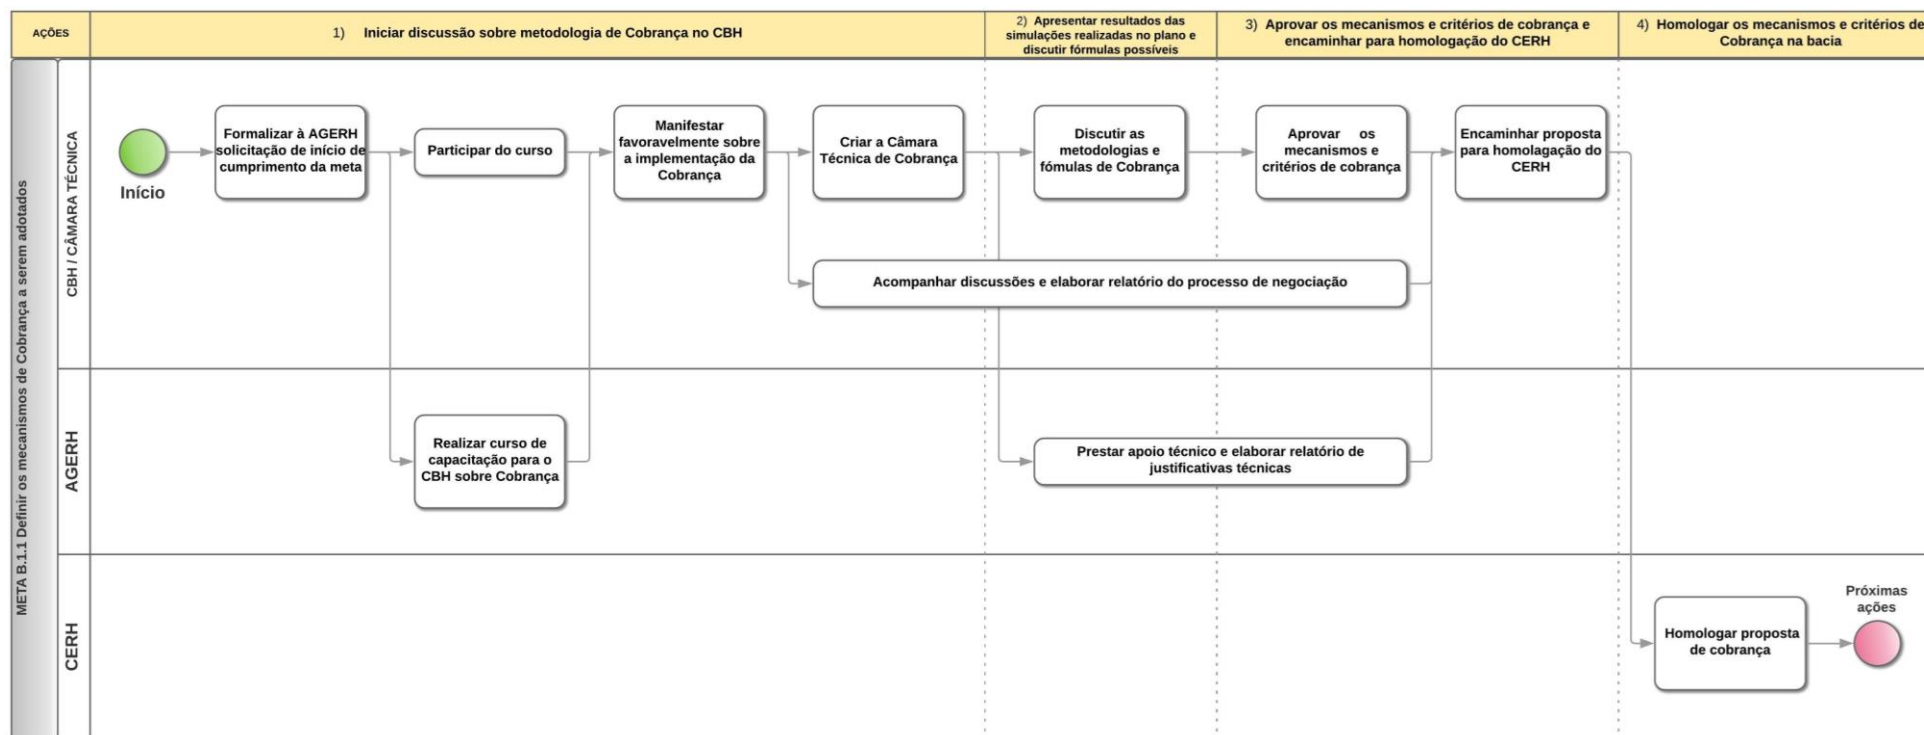 AÇÕES
1) Iniciar discussão sobre metodologia de Cobrança no CBH
2) Apresentar resultados das
simulações realizadas no plano e
discutir fórmulas possíveis
3) Aprovar os mecanismos e critérios de cobrança e
encaminhar para homologação do CERH
4) Homologar os mecanismos e critérios de
Cobrança na bacia
META B.1.1 Definir os mecanismos de Cobrança a serem adotados
CBH / CÂMARA TÉCNICA
Início
Formalizar à AGERH
solicitação de início de
cumprimento da meta
Participar do curso
Manifestar
favoravelmente sobre
a implementação da
Cobrança
Criar a Câmara
Técnica de Cobrança
Discutir as
metodologias e
fómulas de Cobrança
Aprovar os
mecanismos e
critérios de cobrança
Encaminhar proposta
para homolagação do
CERH
Acompanhar discussões e elaborar relatório do processo de negociação
AGERH
Realizar curso de
capacitação para o
CBH sobre Cobrança
Prestar apoio técnico e elaborar relatório de
justificativas técnicas
CERH
Homologar proposta
de cobrança
Próximas
ações